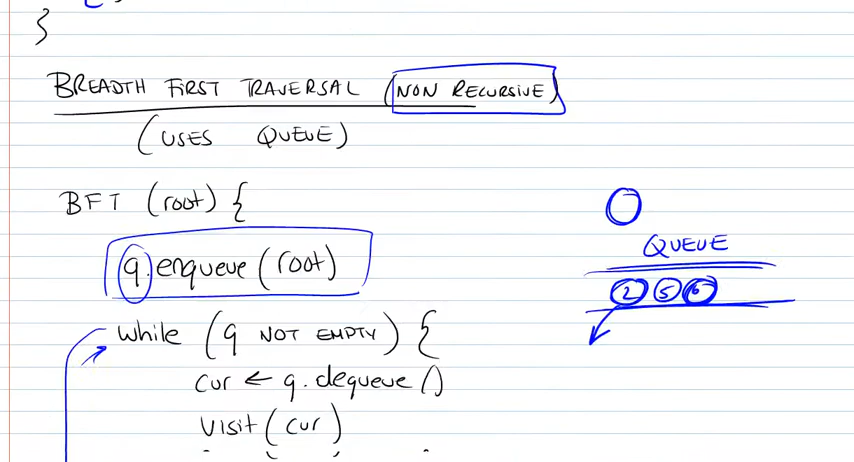 }
BREADTH FIRST TRAVERSAL (NON RECURSIVE)
(USES QUEUE)
BFT (root) {
q.enqueue(root)
while (q NOT EMPTY) {
cur ← q.dequeue()
visit(cur)
QUEUE
2 5 6